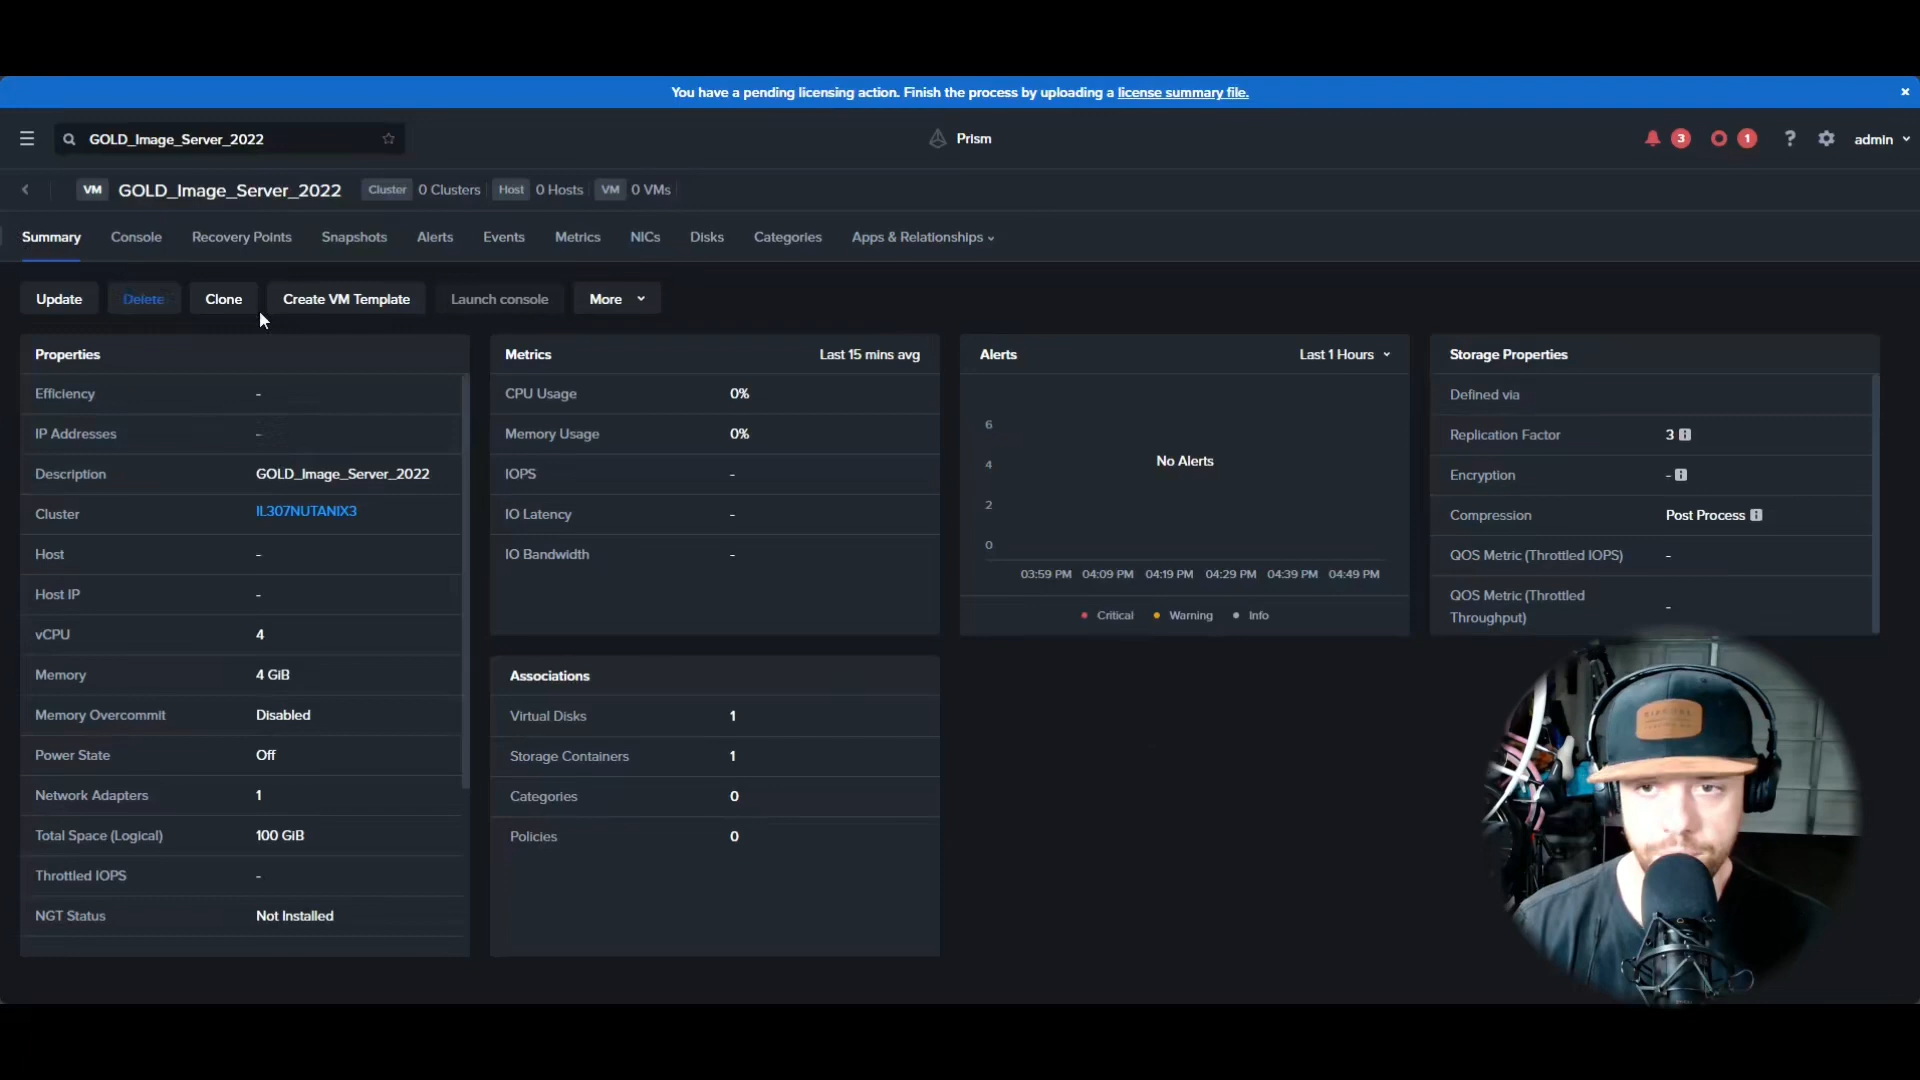 You have a pending licensing action. Finish the process by uploading a license summary file.
GOLD_Image_Server_2022
Prism
3
1
?
admin
VM GOLD_Image_Server_2022 Cluster 0 Clusters Host 0 Hosts VM 0 VMs
Summary Console Recovery Points Snapshots Alerts Events Metrics NICs Disks Categories Apps & Relationships
Update Delete Clone Create VM Template Launch console More
Properties
Efficiency -
IP Addresses -
Description GOLD_Image_Server_2022
Cluster IL307NUTANIX3
Host -
Host IP -
vCPU 4
Memory 4 GiB
Memory Overcommit Disabled
Power State Off
Network Adapters 1
Total Space (Logical) 100 GiB
Throttled IOPS -
NGT Status Not Installed
Metrics Last 15 mins avg
CPU Usage 0%
Memory Usage 0%
IOPS -
IO Latency -
IO Bandwidth -
Associations
Virtual Disks 1
Storage Containers 1
Categories 0
Policies 0
Alerts Last 1 Hours
6
4
2
0
No Alerts
03:59 PM 04:09 PM 04:19 PM 04:29 PM 04:39 PM 04:49 PM
Critical Warning Info
Storage Properties
Defined via
Replication Factor 3
Encryption -
Compression Post Process
QOS Metric (Throttled IOPS) -
QOS Metric (Throttled
Throughput) -